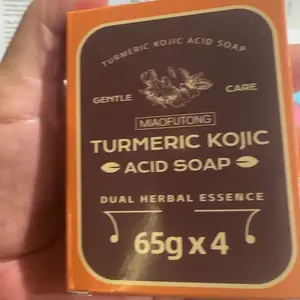 TURMERIC KOJIC ACID SOAP
GENTLE CARE
MIAOFUTONG
TURMERIC KOJIC
ACID SOAP
DUAL HERBAL ESSENCE
65g x 4